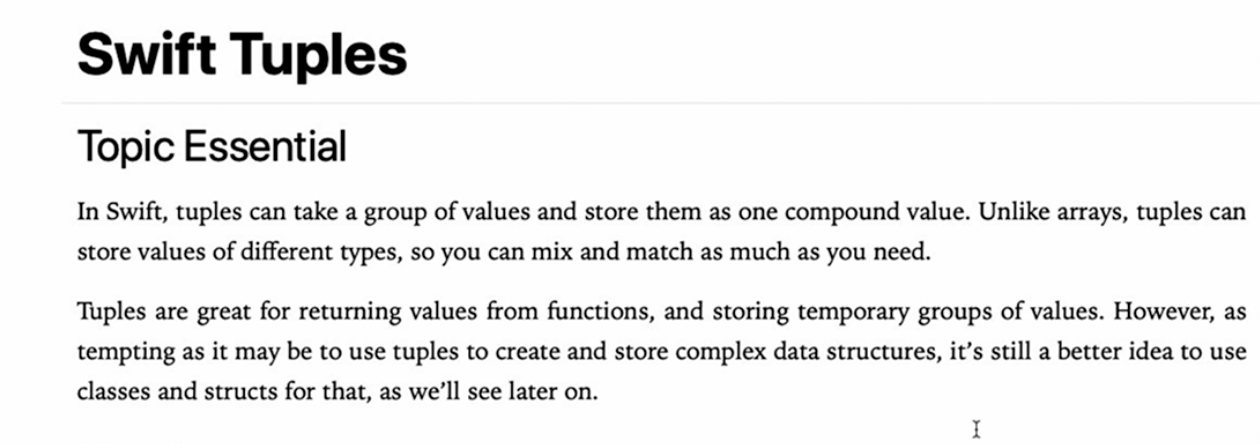 Swift Tuples
Topic Essential
In Swift, tuples can take a group of values and store them as one compound value. Unlike arrays, tuples can
store values of different types, so you can mix and match as much as you need.
Tuples are great for returning values from functions, and storing temporary groups of values. However, as
tempting as it may be to use tuples to create and store complex data structures, it’s still a better idea to use
classes and structs for that, as we’ll see later on.